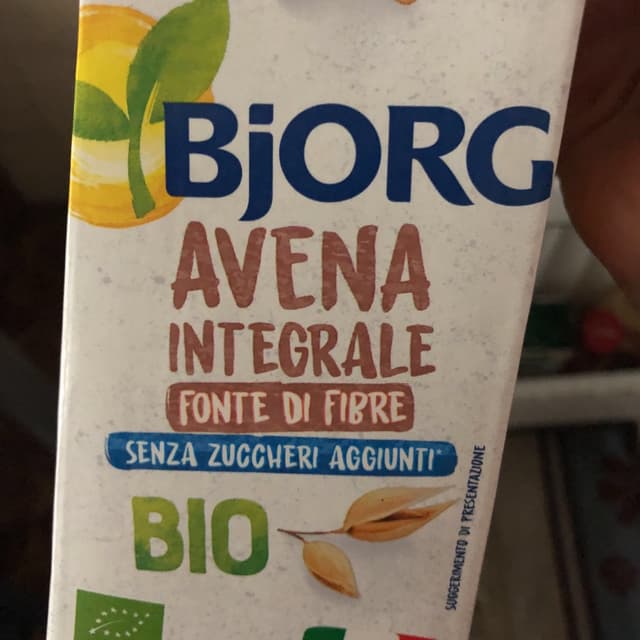 BjORG
AVENA
INTEGRALE
FONTE DI FIBRE
SENZA ZUCCHERI AGGIUNTI*
BIO
SUGGERIMENTO DI PRESENTAZIONE